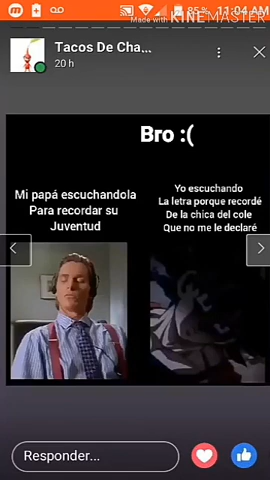 85% 11:04 AM
Made with KINEMASTER
Tacos De Cha...
20 h
Bro :(
Mi papá escuchandola
Para recordar su
Juventud
Yo escuchando
La letra porque recordé
De la chica del cole
Que no me le declaré
Responder...